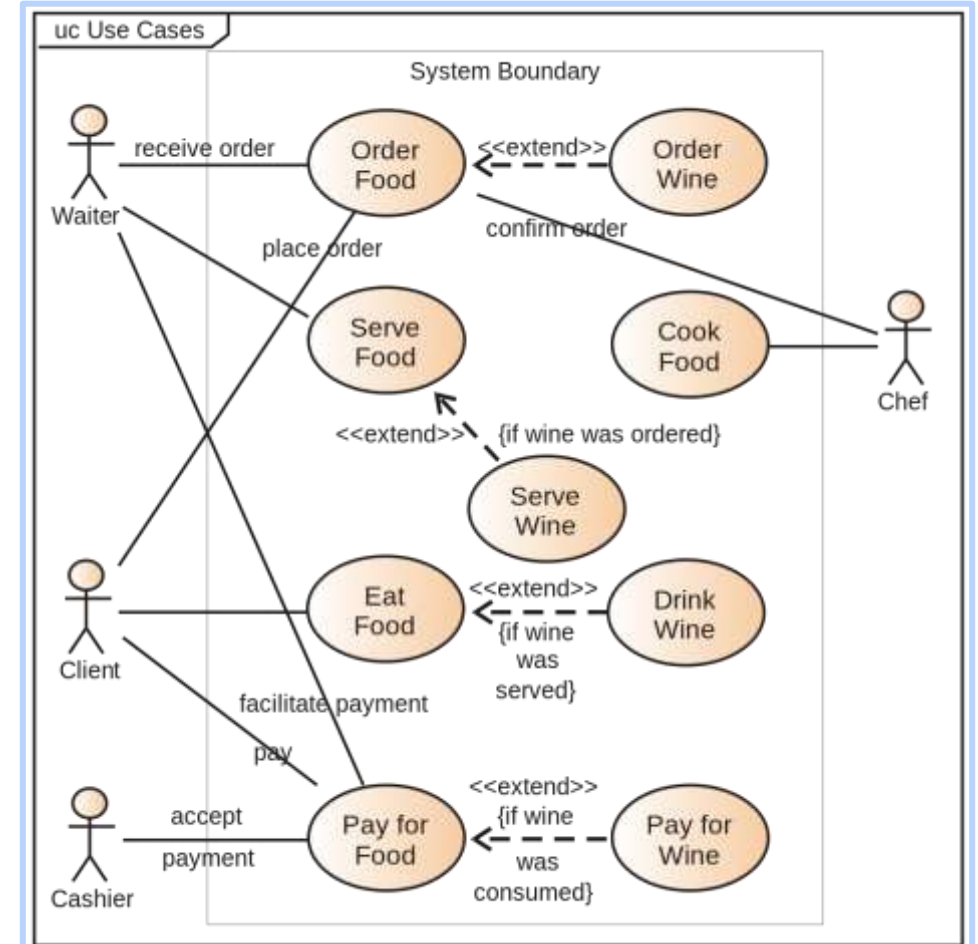 uc Use Cases
System Boundary
receive order
Order
Food
<<extend>>
Order
Wine
Waiter
place order
confirm order
Serve
Food
Cook
Food
Chef
<<extend>>
{if wine was ordered}
Serve
Wine
Client
Eat
Food
<<extend>>
{if wine
was
served}
Drink
Wine
facilitate payment
pay
Cashier
accept
payment
Pay for
Food
<<extend>>
{if wine
was
consumed}
Pay for
Wine